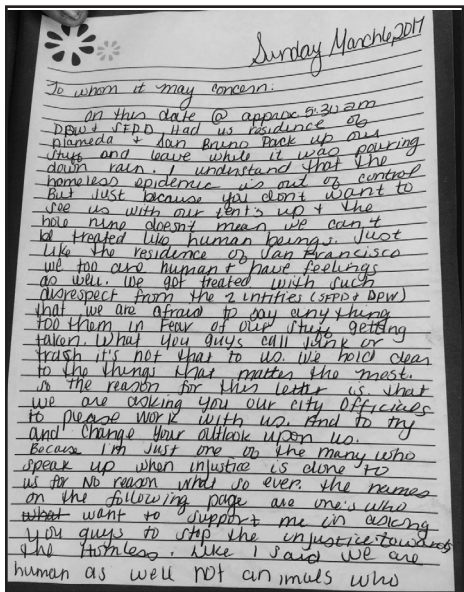 Sunday March 6, 2017
To whom it may concern:
on this date @ approx 5:30 am
DPW & SFPD Had us residence of
Alameda & San Bruno Pack up our
stuff and leave while it was pouring
down rain. I understand that the
homeless epidemic is out of control
But just because you don't want to
see us with our tent's up & the
hole nine doesn't mean we can't
be treated like human beings. Just
like the residence of San Francisco
we too are human & have feelings
as well. We got treated with such
disrespect from the 2 entities (SFPD & DPW)
that we are afraid to say any thing
too them in Fear of our stuff getting
taken. What you guys call junk or
trash it's not that to us. We hold dear
to the things that matter the most.
so the reason for this letter is that
we are asking you our city officials
to please work with us. And to try
and change your outlook upon us.
Because i'm just one of the many who
speak up when injustice is done to
us for no reason what so ever. the names
on the following page are one's who
what want to support me in asking
you guys to stop the injustice towards
the Homless. Like I said we are
human as well not animals who